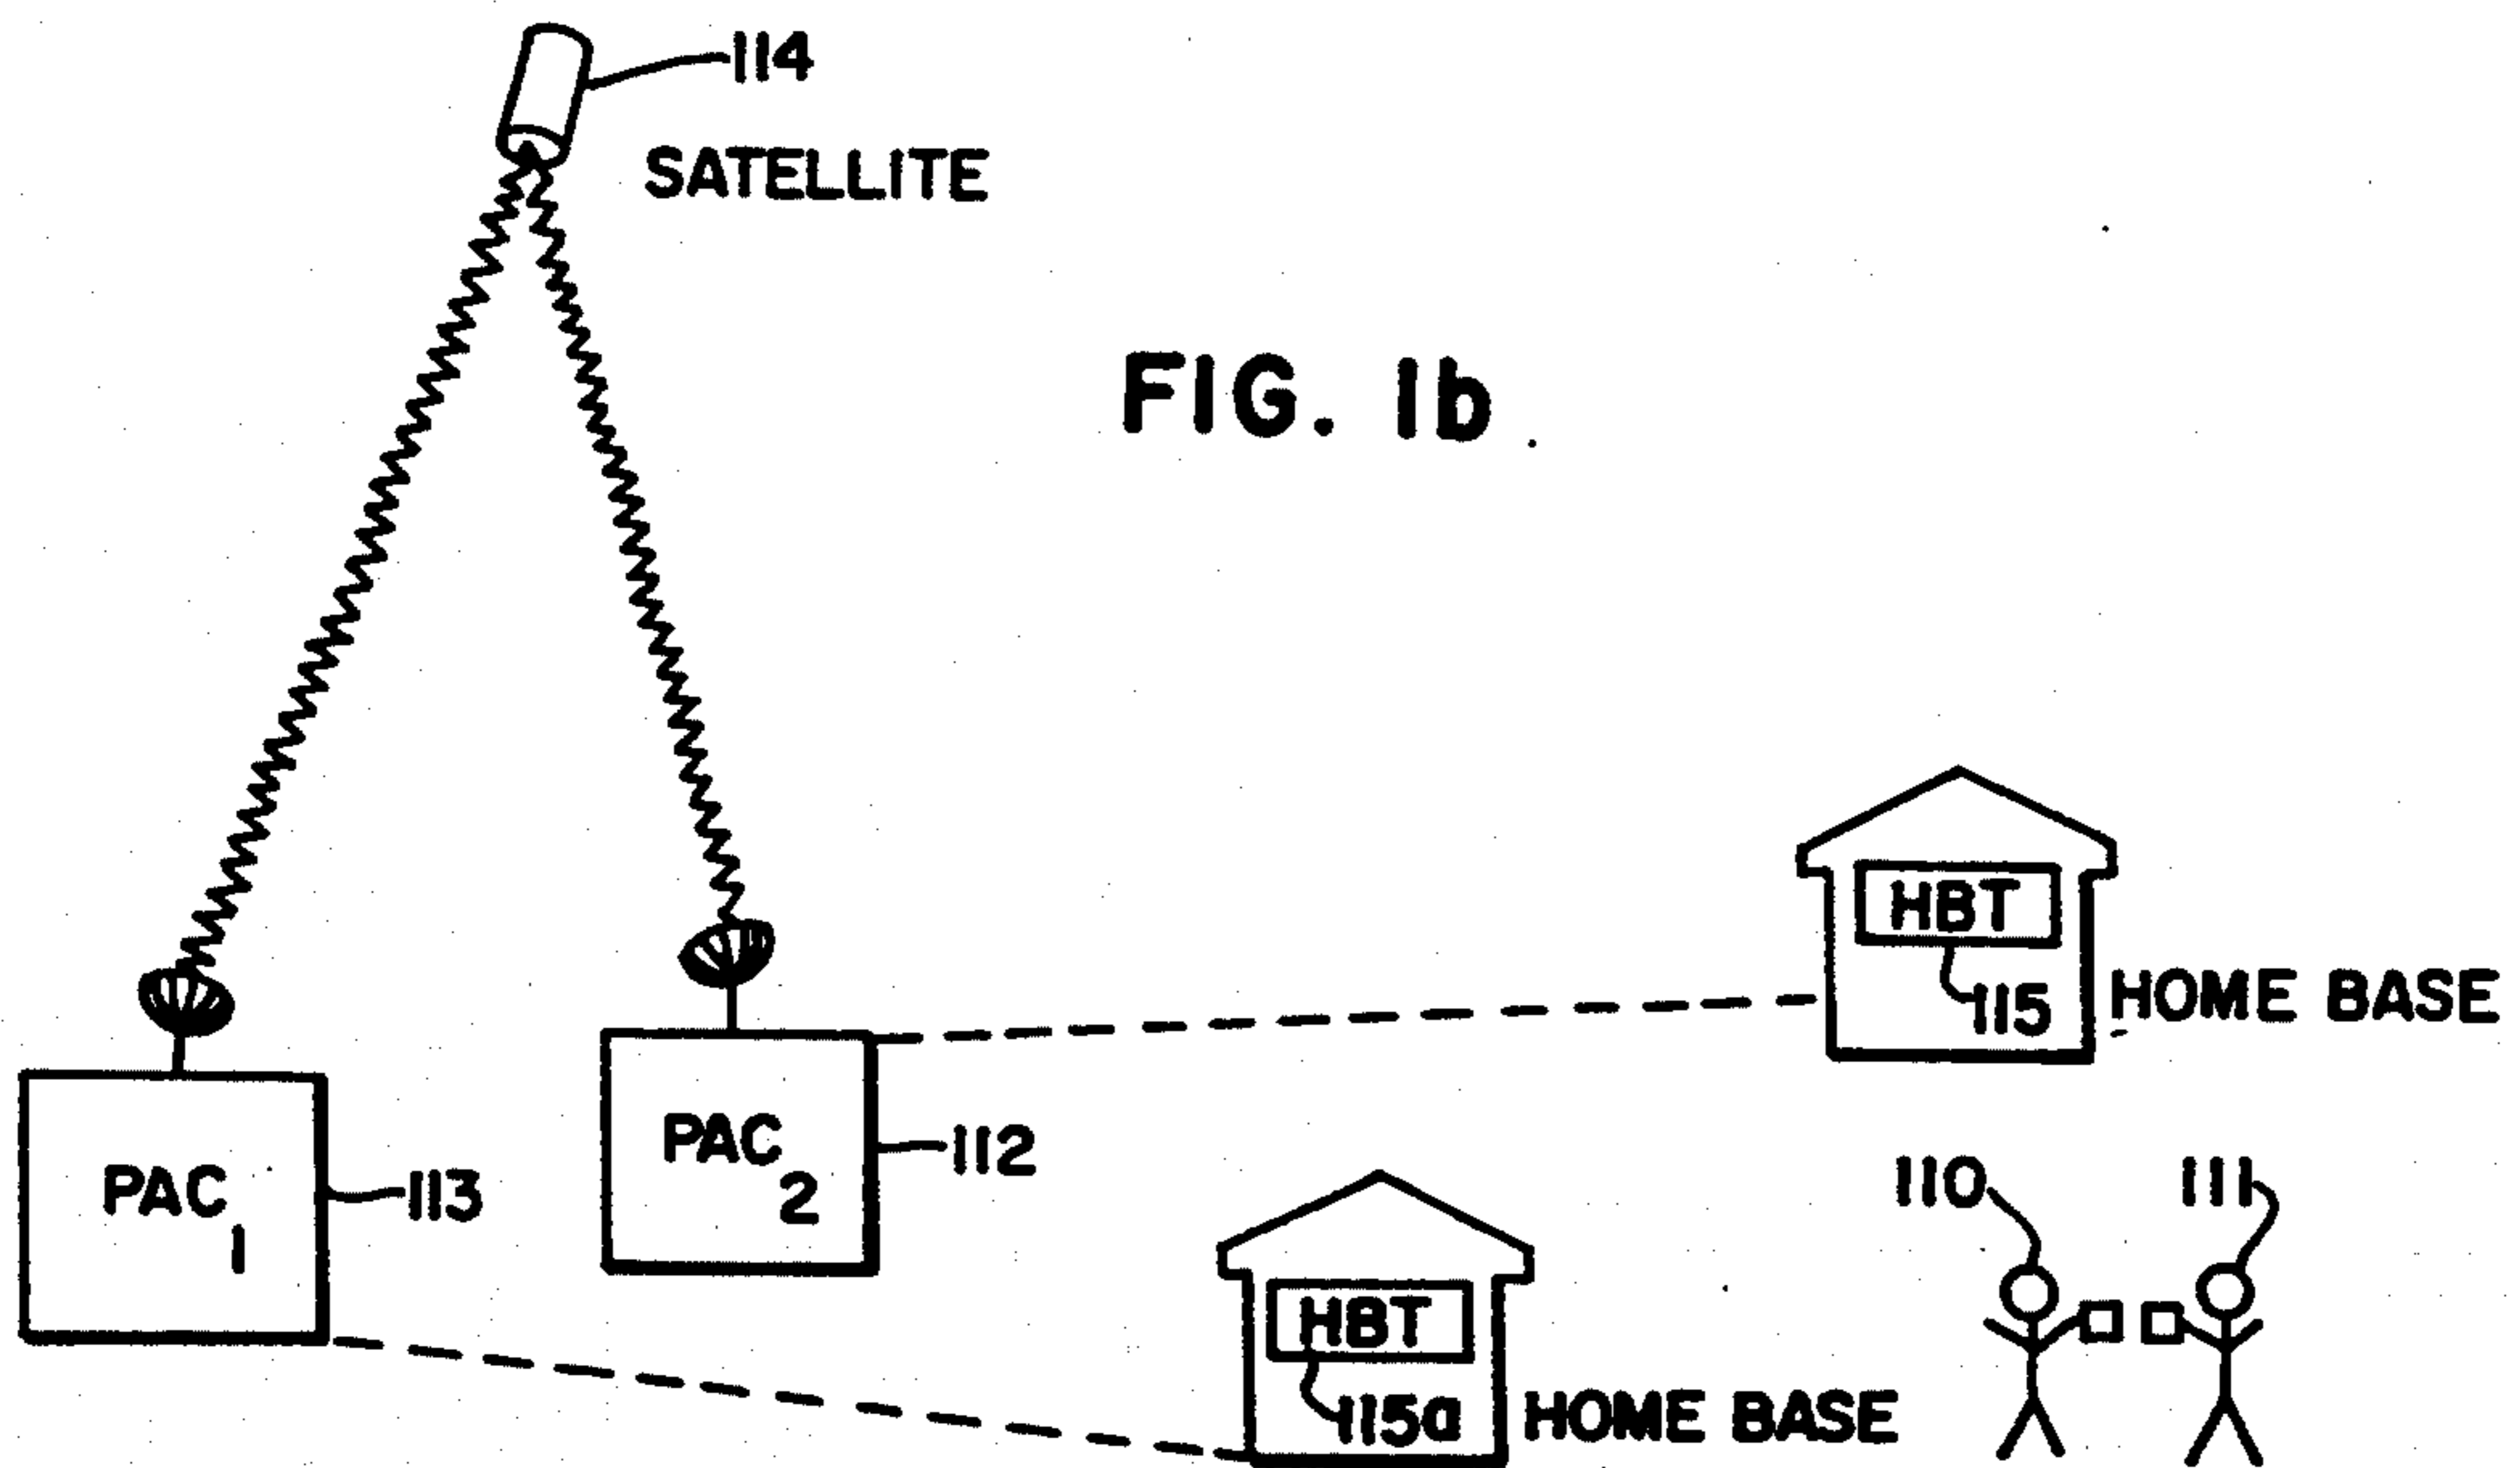 114
SATELLITE
FIG. 1b
HBT
115
HOME BASE
PAC 1
113
PAC 2
112
110
111
HBT
115a
HOME BASE